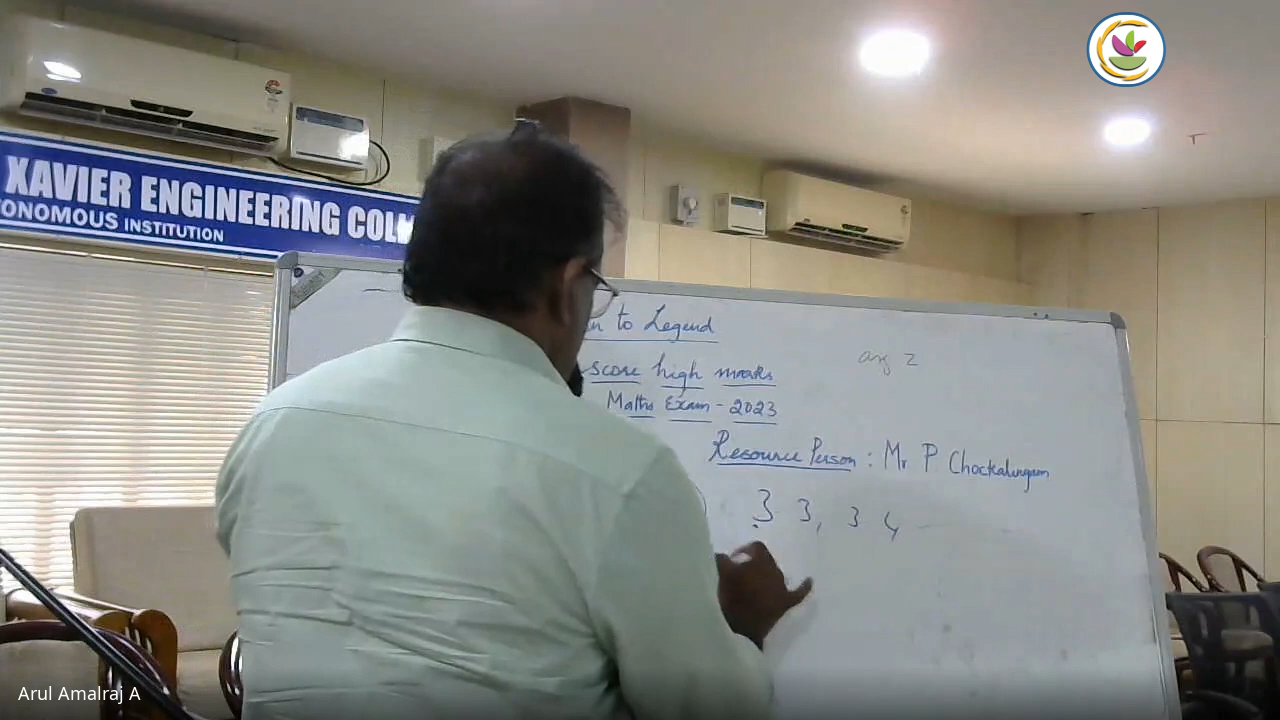 XAVIER ENGINEERING COLL
ONOMOUS INSTITUTION
n to Legend
score high marks
Maths Exam - 2023
arg z
Resource Person : Mr P Chockalingam
3 3, 3 4
Arul Amalraj A